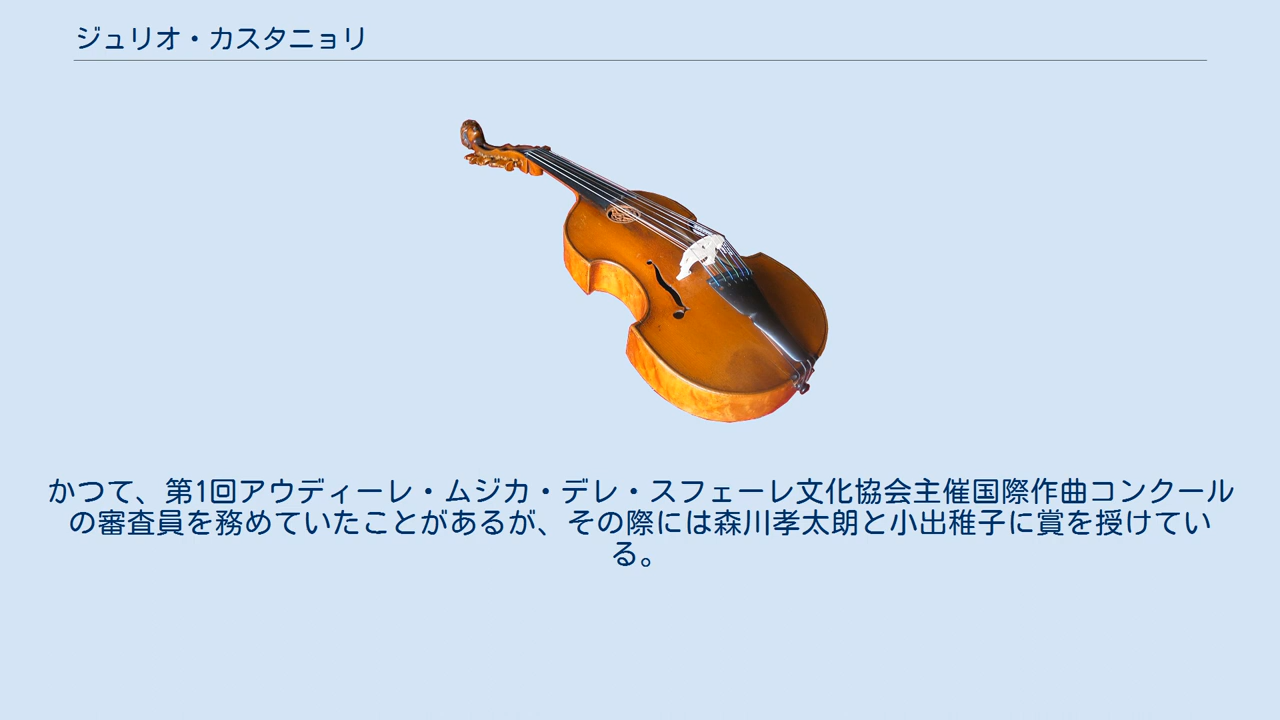 ジュリオ・カスタニョリ
かつて、第1回アウディーレ・ムジカ・デレ・スフェーレ文化協会主催国際作曲コンクール
の審査員を務めていたことがあるが、その際には森川孝太朗と小出稚子に賞を授けてい
る。